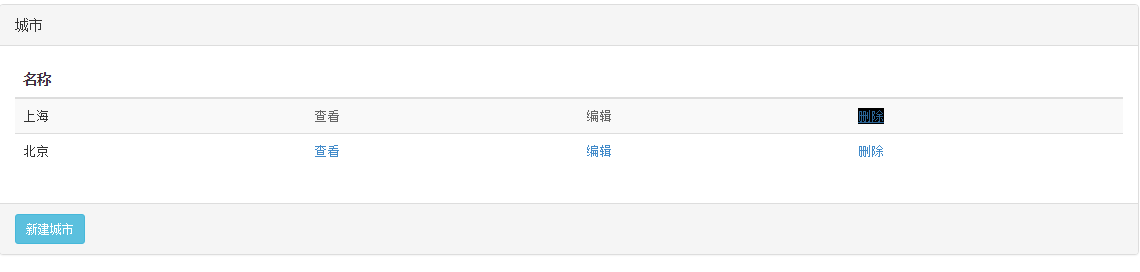 城市
名称
上海 查看 编辑 删除
北京 查看 编辑 删除
新建城市